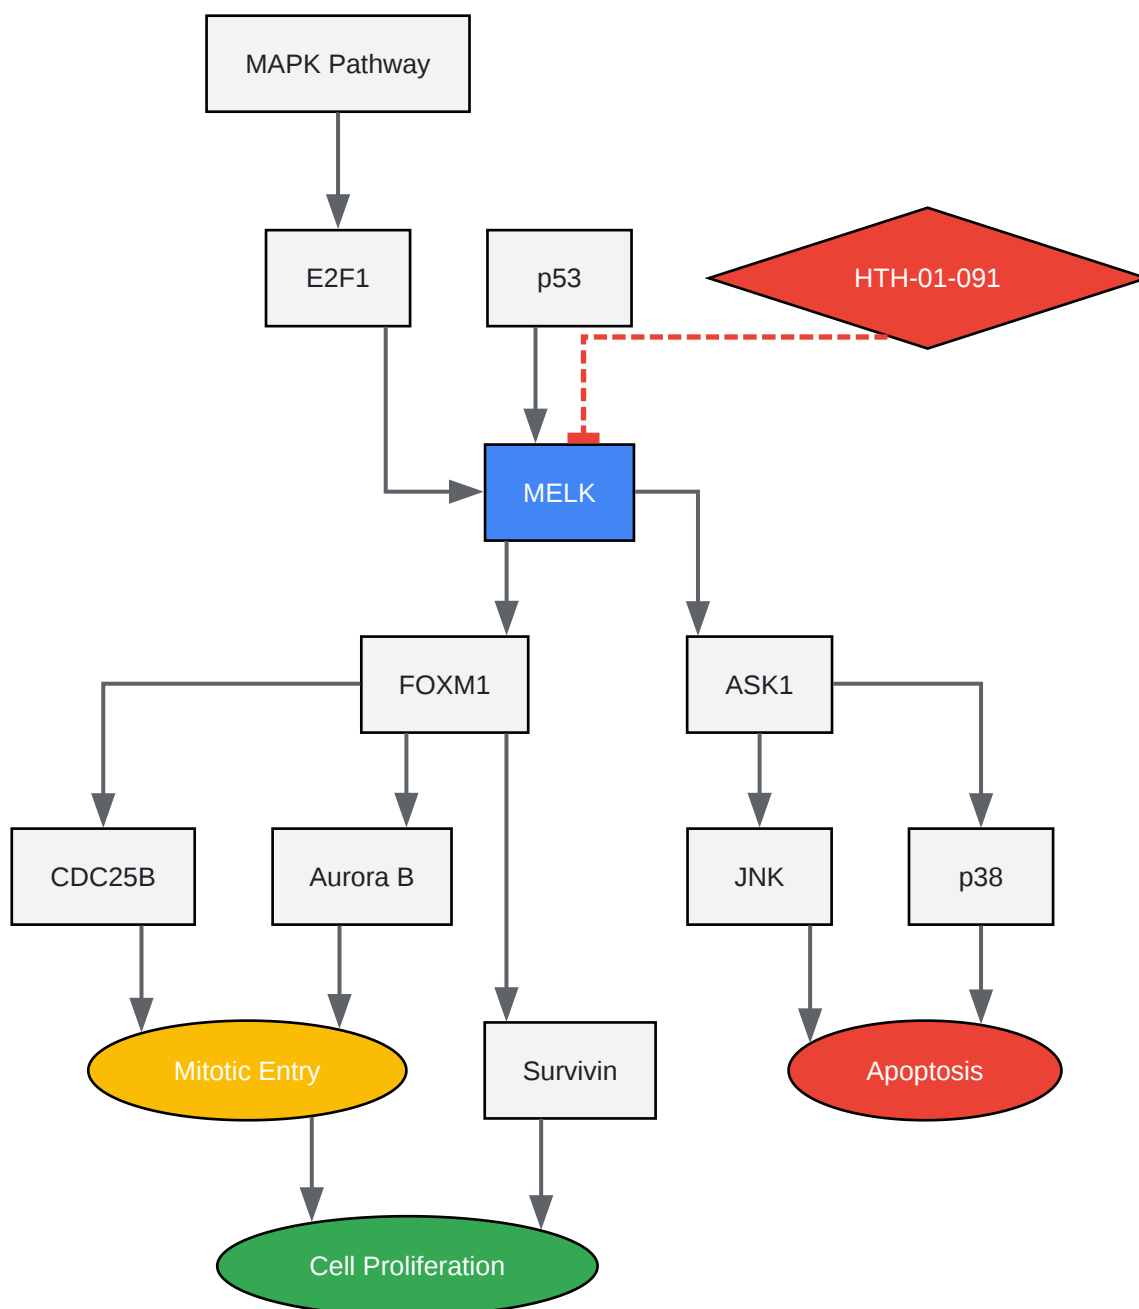 MAPK Pathway
E2F1
p53
HTH-01-091
MELK
FOXM1
ASK1
CDC25B
Aurora B
JNK
p38
Mitotic Entry
Survivin
Apoptosis
Cell Proliferation